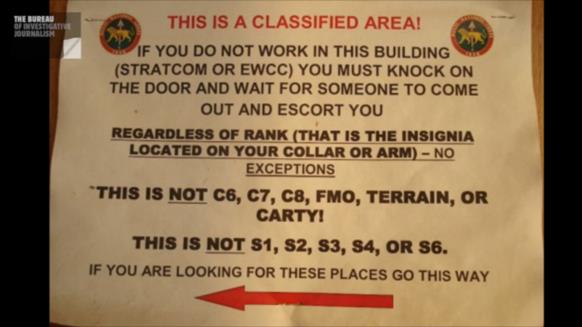 THE BUREAU
OF INVESTIGATIVE
JOURNALISM
THIS IS A CLASSIFIED AREA!
IF YOU DO NOT WORK IN THIS BUILDING
(STRATCOM OR EWCC) YOU MUST KNOCK ON
THE DOOR AND WAIT FOR SOMEONE TO COME
OUT AND ESCORT YOU
REGARDLESS OF RANK (THAT IS THE INSIGNIA
LOCATED ON YOUR COLLAR OR ARM) – NO
EXCEPTIONS
THIS IS NOT C6, C7, C8, FMO, TERRAIN, OR
CARTY!
THIS IS NOT S1, S2, S3, S4, OR S6.
IF YOU ARE LOOKING FOR THESE PLACES GO THIS WAY